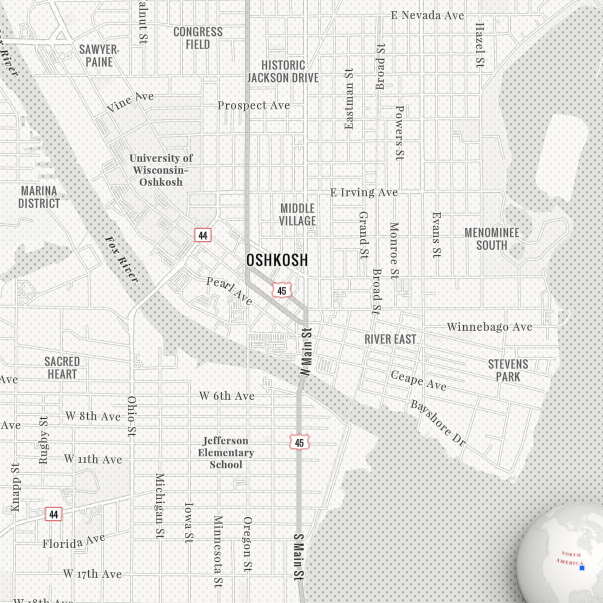 E Nevada Ave
Hazel St
CONGRESS
FIELD
SAWYER-
PAINE
HISTORIC
JACKSON DRIVE
Broad St
Eastman St
Vine Ave
Prospect Ave
Powers St
University of
Wisconsin–
Oshkosh
MARINA
DISTRICT
E Irving Ave
MIDDLE
VILLAGE
Grand St
Monroe St
Evans St
MENOMINEE
SOUTH
44
Fox River
OSHKOSH
Pearl Ave
45
Broad St
N Main St
Winnebago Ave
RIVER EAST
SACRED
HEART
STEVENS
PARK
Ave
Ceape Ave
W 6th Ave
Bayshore Dr
Ohio St
W 8th Ave
Ave
Rugby St
Jefferson
Elementary
School
45
W 11th Ave
Knapp St
Michigan St
Iowa St
Minnesota St
Oregon St
S Main St
44
Florida Ave
W 17th Ave
W 18th Ave
NORTH
AMERICA